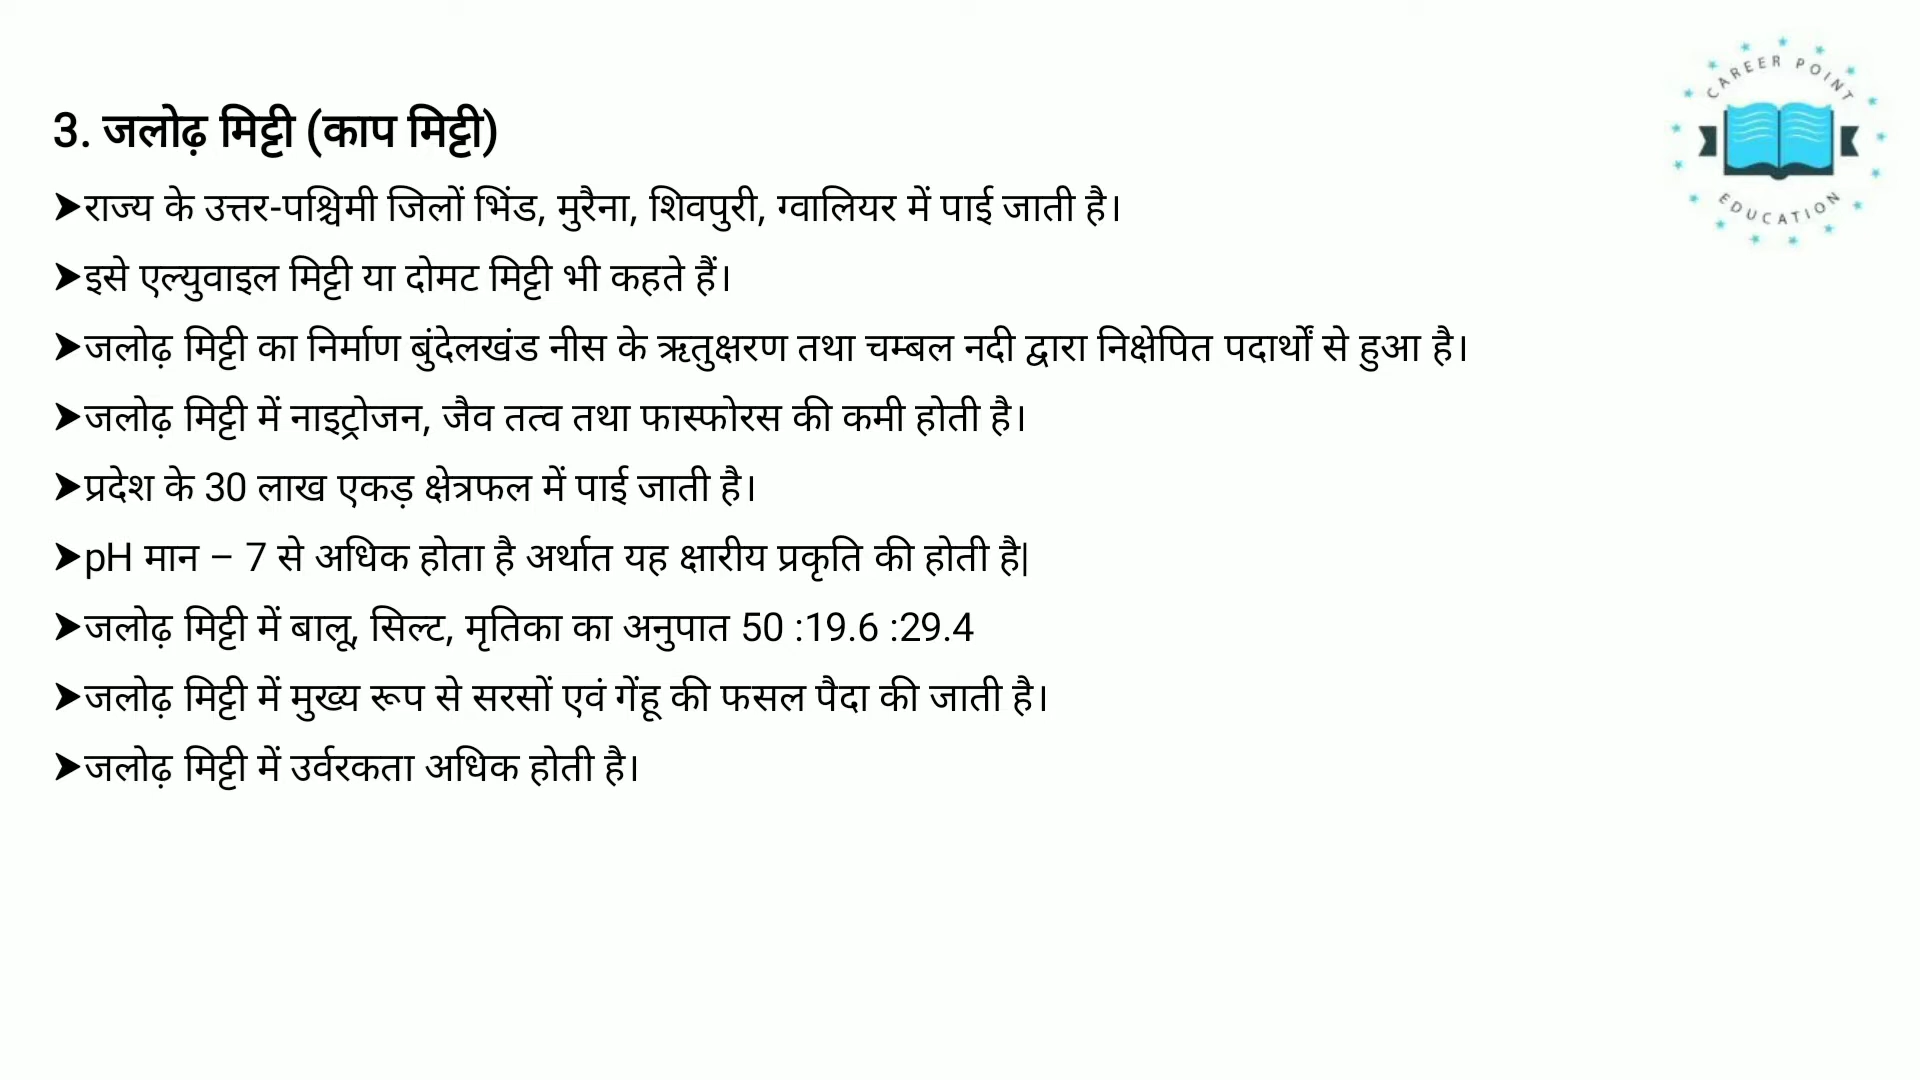 CAREER POINT
EDUCATION
3. जलोढ़ मिट्टी (काप मिट्टी)
➤राज्य के उत्तर-पश्चिमी जिलों भिंड, मुरैना, शिवपुरी, ग्वालियर में पाई जाती है।
➤इसे एल्युवाइल मिट्टी या दोमट मिट्टी भी कहते हैं।
➤जलोढ़ मिट्टी का निर्माण बुंदेलखंड नीस के ऋतुक्षरण तथा चम्बल नदी द्वारा निक्षेपित पदार्थों से हुआ है।
➤जलोढ़ मिट्टी में नाइट्रोजन, जैव तत्व तथा फास्फोरस की कमी होती है।
➤प्रदेश के 30 लाख एकड़ क्षेत्रफल में पाई जाती है।
➤pH मान – 7 से अधिक होता है अर्थात यह क्षारीय प्रकृति की होती है|
➤जलोढ़ मिट्टी में बालू, सिल्ट, मृतिका का अनुपात 50 :19.6 :29.4
➤जलोढ़ मिट्टी में मुख्य रूप से सरसों एवं गेंहू की फसल पैदा की जाती है।
➤जलोढ़ मिट्टी में उर्वरकता अधिक होती है।